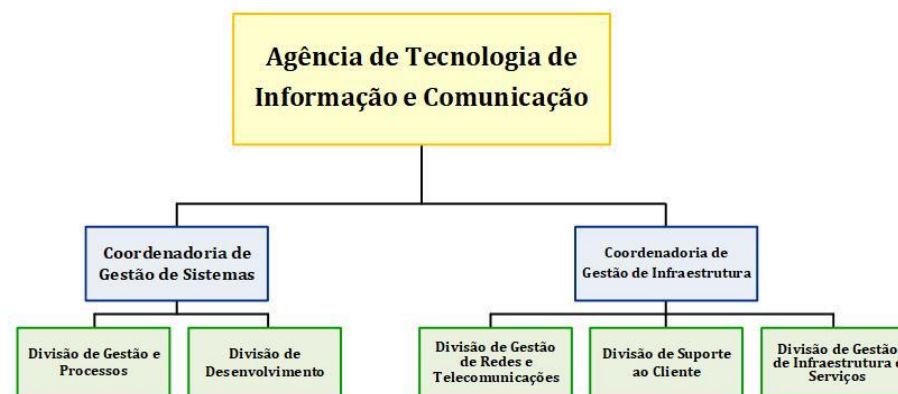 Agência de Tecnologia de
Informação e Comunicação
Coordenadoria de
Gestão de Sistemas
Coordenadoria de
Gestão de Infraestrutura
Divisão de Gestão e
Processos
Divisão de
Desenvolvimento
Divisão de Gestão
de Redes e
Telecomunicações
Divisão de Suporte
ao Cliente
Divisão de Gestão
de Infraestrutura e
Serviços